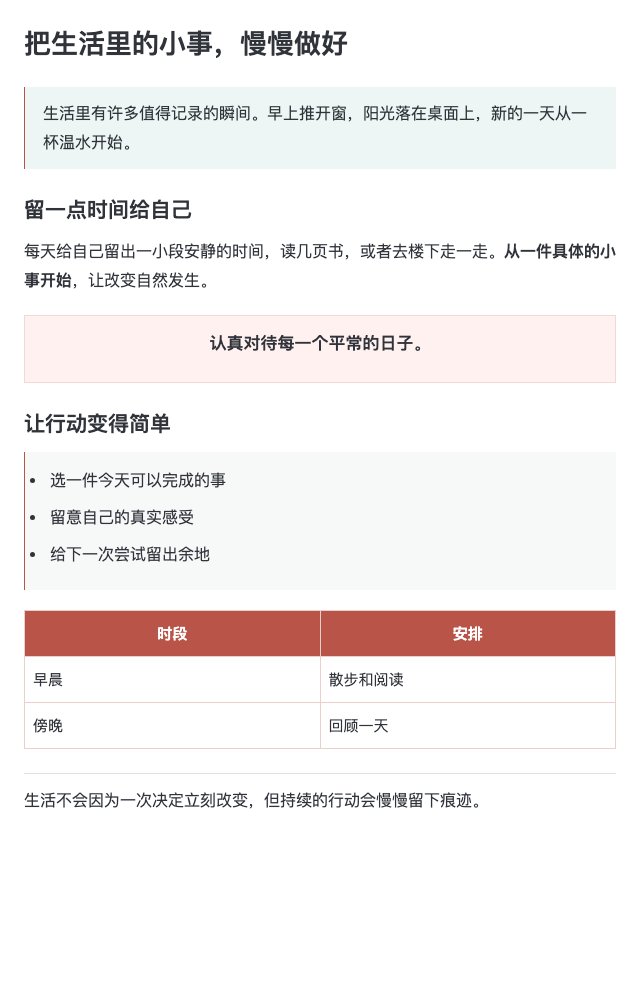 把生活里的小事，慢慢做好
生活里有许多值得记录的瞬间。早上推开窗，阳光落在桌面上，新的一天从一
杯温水开始。
留一点时间给自己
每天给自己留出一小段安静的时间，读几页书，或者去楼下走一走。从一件具体的小
事开始，让改变自然发生。
认真对待每一个平常的日子。
让行动变得简单
• 选一件今天可以完成的事
• 留意自己的真实感受
• 给下一次尝试留出余地
时段 安排
早晨 散步和阅读
傍晚 回顾一天
生活不会因为一次决定立刻改变，但持续的行动会慢慢留下痕迹。